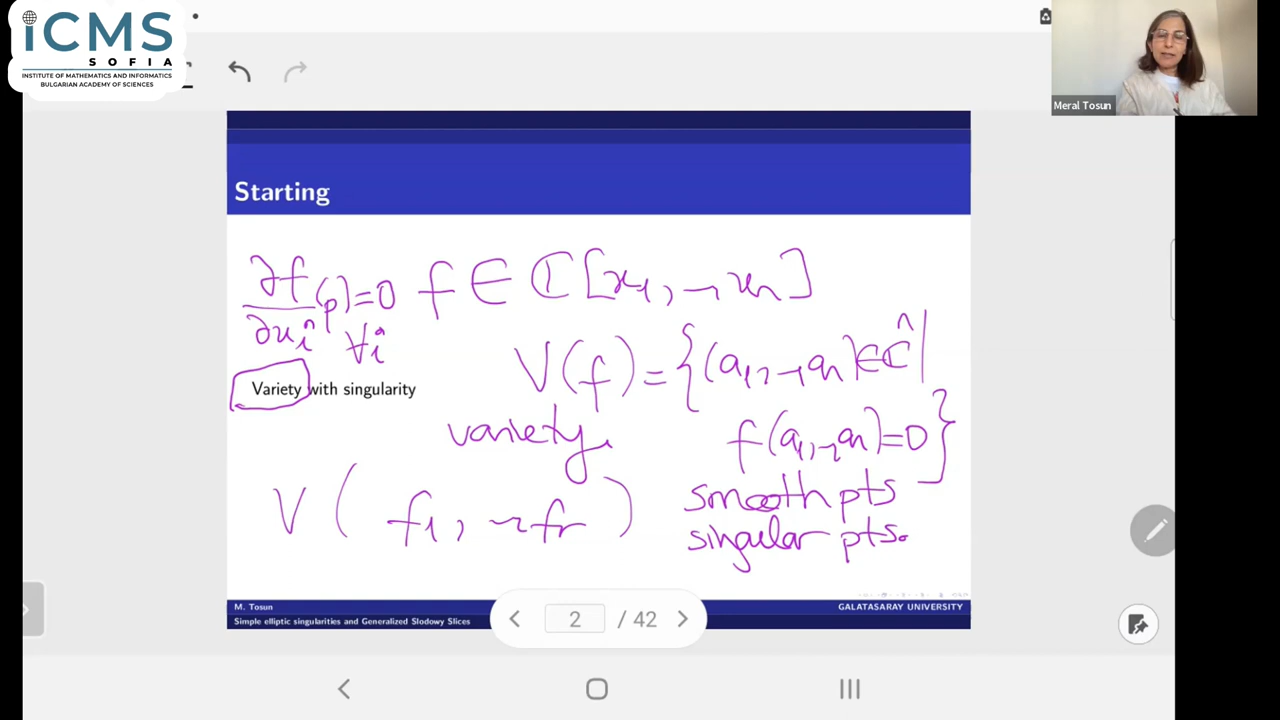 iCMS
SOFIA
INSTITUTE OF MATHEMATICS AND INFORMATICS
BULGARIAN ACADEMY OF SCIENCES
Meral Tosun
Starting
∂f/∂x_i (p)=0 ∀i
f ∈ ℂ[x1, ..., xn]
V(f) = {(a1, ..., an) ∈ ℂ^n |
f(a1, ..., an)=0}
Variety with singularity
variety.
V(f1, ..., fr)
smooth pts
singular pts.
M. Tosun
GALATASARAY UNIVERSITY
Simple elliptic singularities and Generalized Slodowy Slices
2 / 42